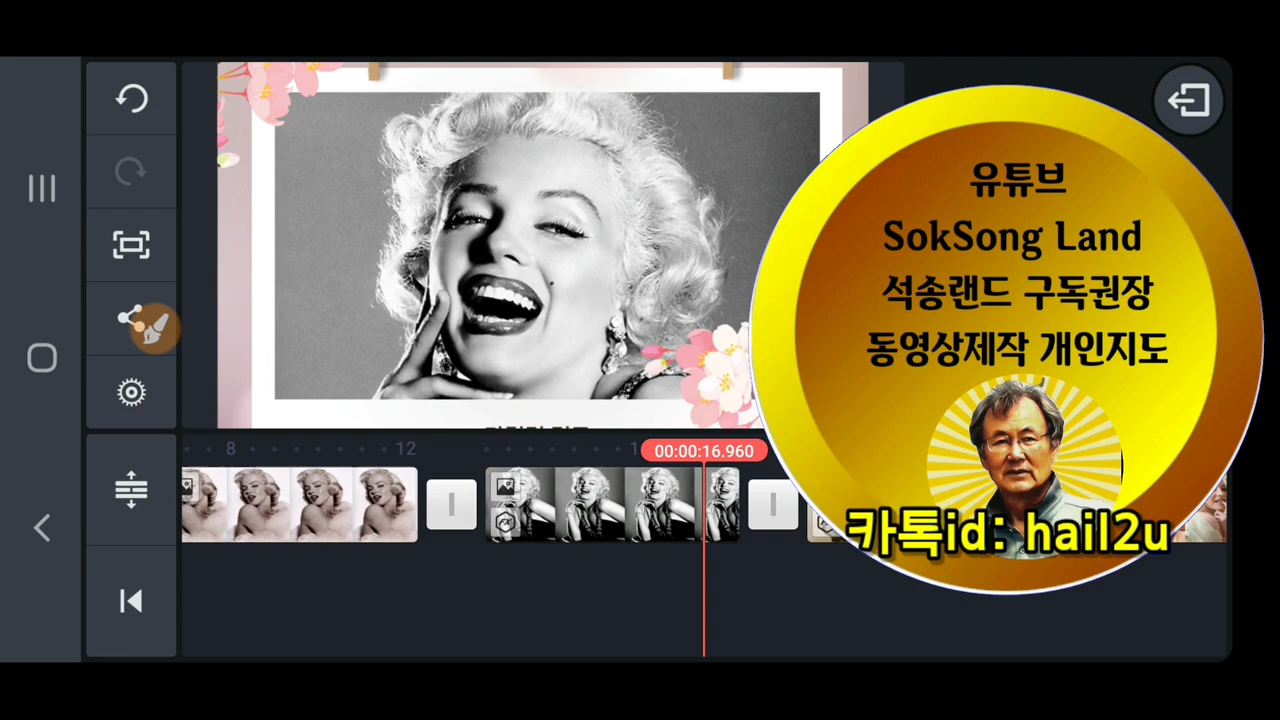 유튜브
SokSong Land
석송랜드 구독권장
동영상제작 개인지도
8
12
00:00:16.960
카톡id: hail2u